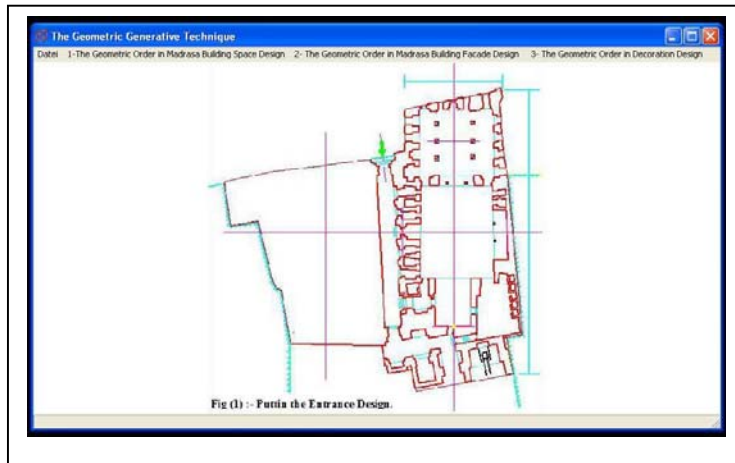 The Geometric Generative Technique
Datei 1-The Geometric Order in Madrasa Building Space Design 2- The Geometric Order in Madrasa Building Facade Design 3- The Geometric Order in Decoration Design
Fig (1) :- Puttin the Entrance Design.